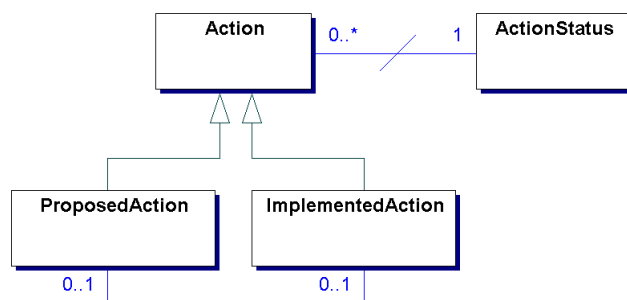 Action
0..*
1
ActionStatus
ProposedAction
ImplementedAction
0..1
0..1